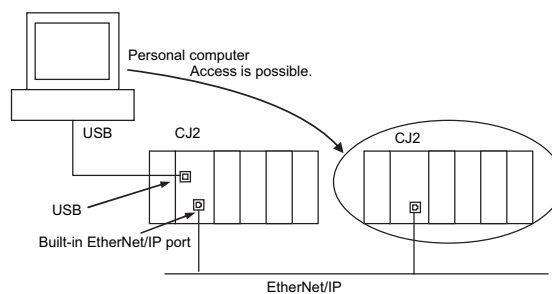 Personal computer
Access is possible.
USB
CJ2
CJ2
USB
Built-in EtherNet/IP port
EtherNet/IP